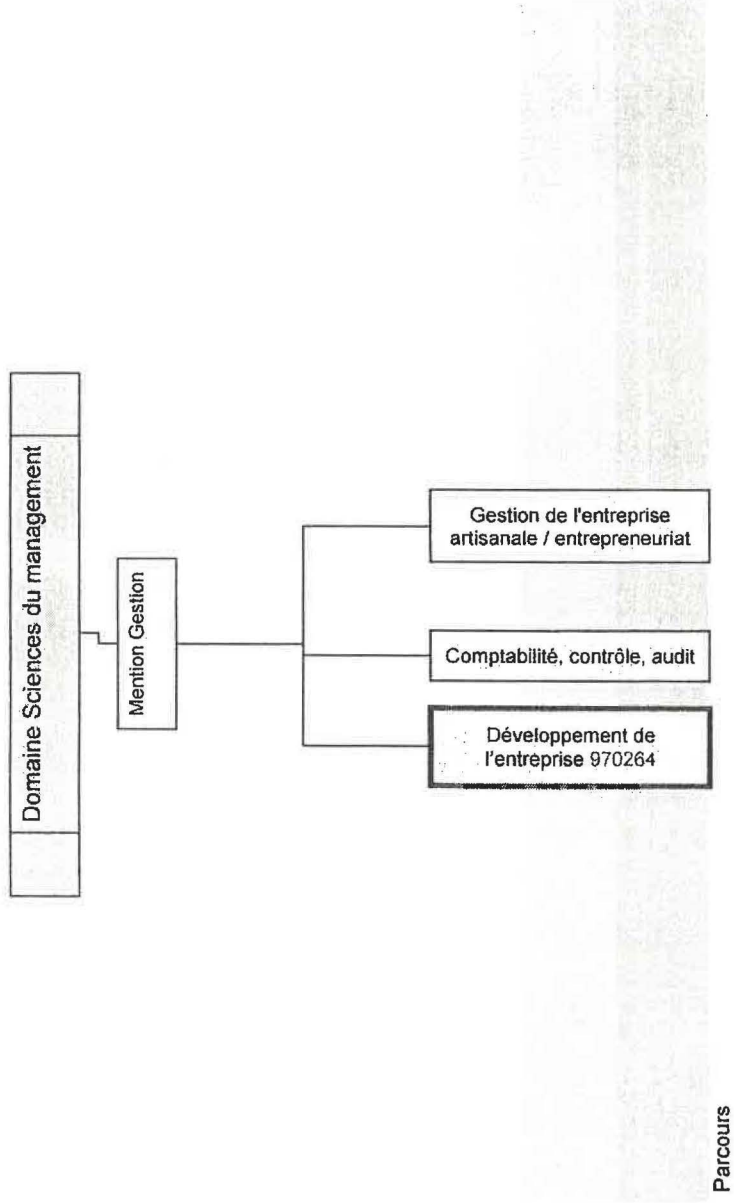 Domaine Sciences du management
Mention Gestion
Développement de
l'entreprise 970264
Comptabilité, contrôle, audit
Gestion de l'entreprise
artisanale / entrepreneuriat
Parcours